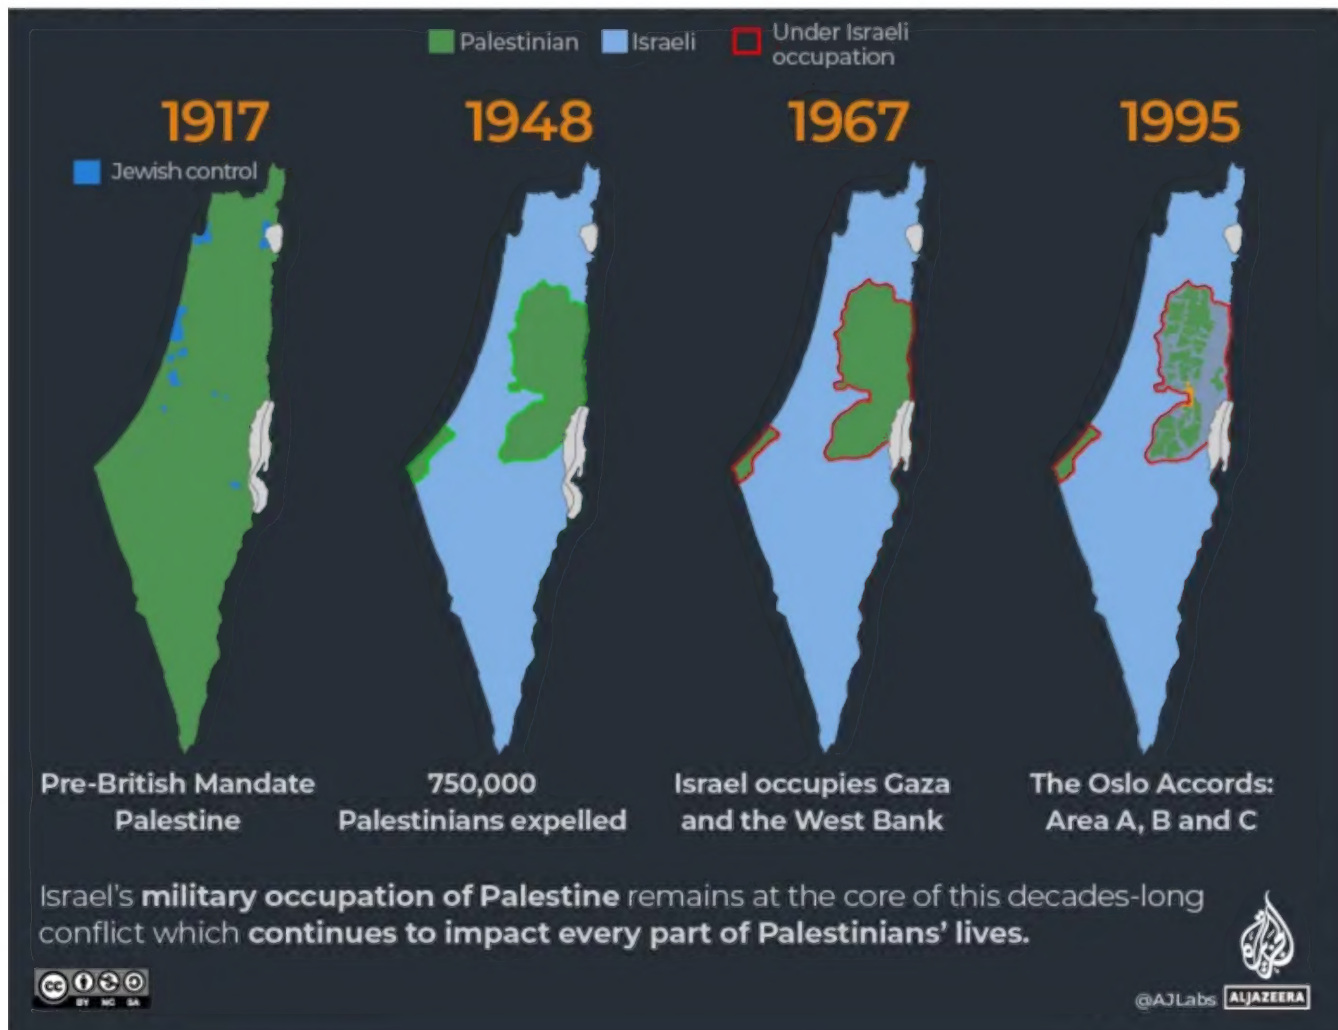 Palestinian
Israeli
Under Israeli
occupation
1917
1948
1967
1995
Jewish control
Pre-British Mandate
Palestine
750,000
Palestinians expelled
Israel occupies Gaza
and the West Bank
The Oslo Accords:
Area A, B and C
Israel's military occupation of Palestine remains at the core of this decades-long
conflict which continues to impact every part of Palestinians' lives.
cc
BY NC SA
@AJLabs
ALJAZEERA